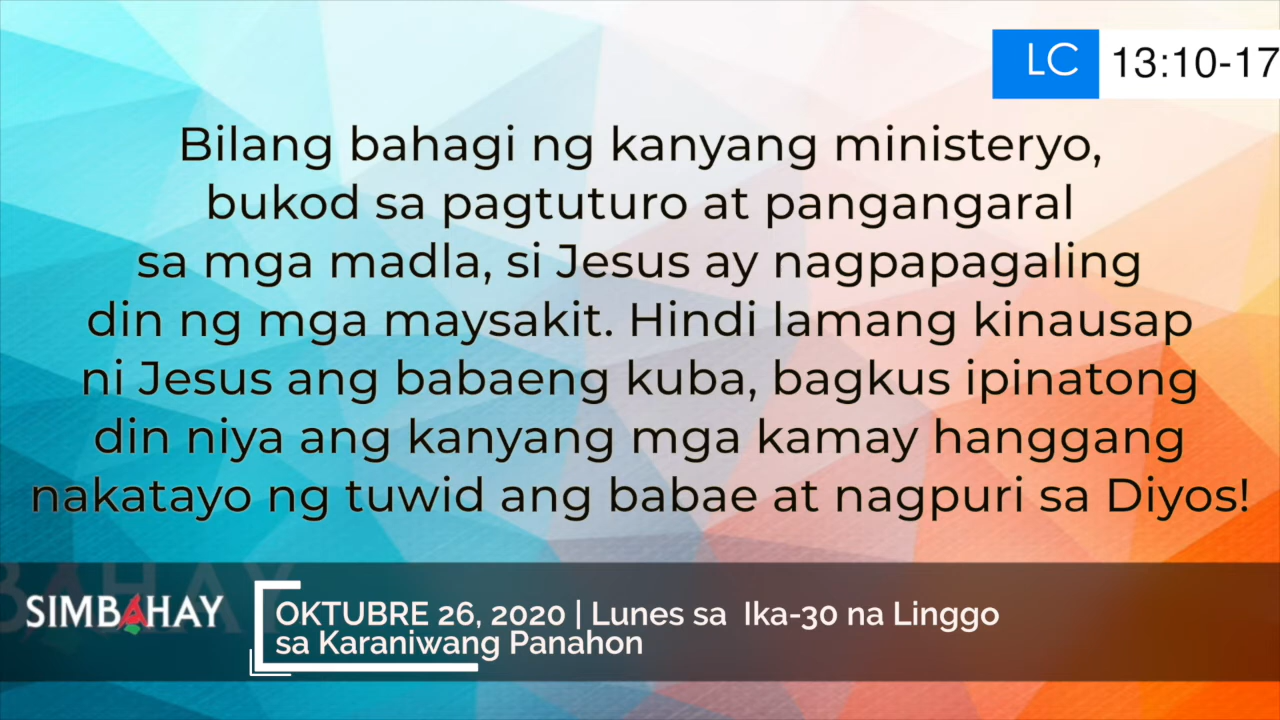 LC 13:10-17
Bilang bahagi ng kanyang ministeryo,
bukod sa pagtuturo at pangangaral
sa mga madla, si Jesus ay nagpapagaling
din ng mga maysakit. Hindi lamang kinausap
ni Jesus ang babaeng kuba, bagkus ipinatong
din niya ang kanyang mga kamay hanggang
nakatayo ng tuwid ang babae at nagpuri sa Diyos!
SIMBAHAY
OKTUBRE 26, 2020 | Lunes sa Ika-30 na Linggo
sa Karaniwang Panahon